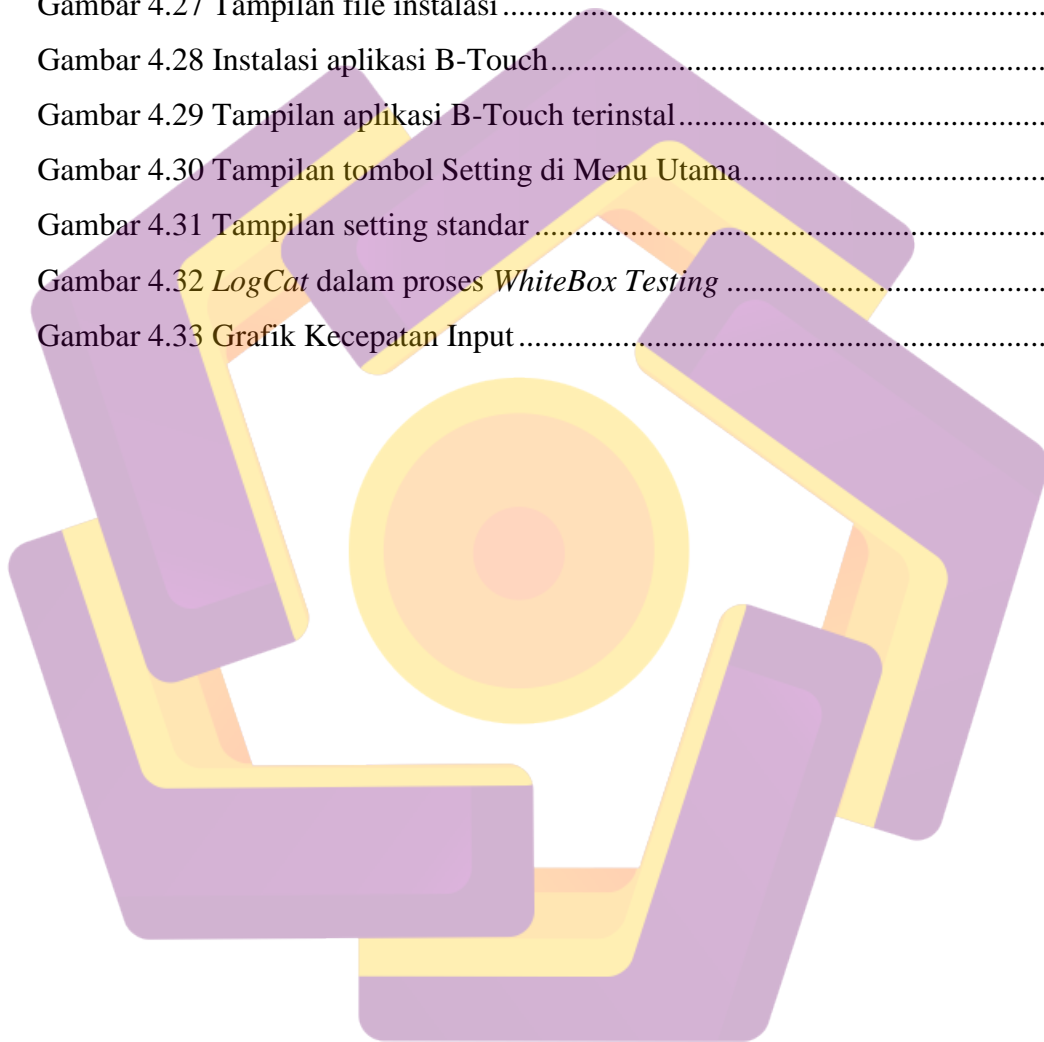 Gambar 4.27 Tampilan file instalasi........................................................................
Gambar 4.28 Instalasi aplikasi B-Touch..................................................................
Gambar 4.29 Tampilan aplikasi B-Touch terinstal..................................................
Gambar 4.30 Tampilan tombol Setting di Menu Utama..........................................
Gambar 4.31 Tampilan setting standar ....................................................................
Gambar 4.32 LogCat dalam proses WhiteBox Testing ...........................................
Gambar 4.33 Grafik Kecepatan Input ......................................................................